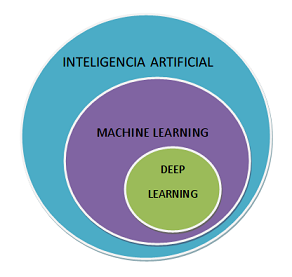 INTELIGENCIA ARTIFICIAL
MACHINE LEARNING
DEEP
LEARNING